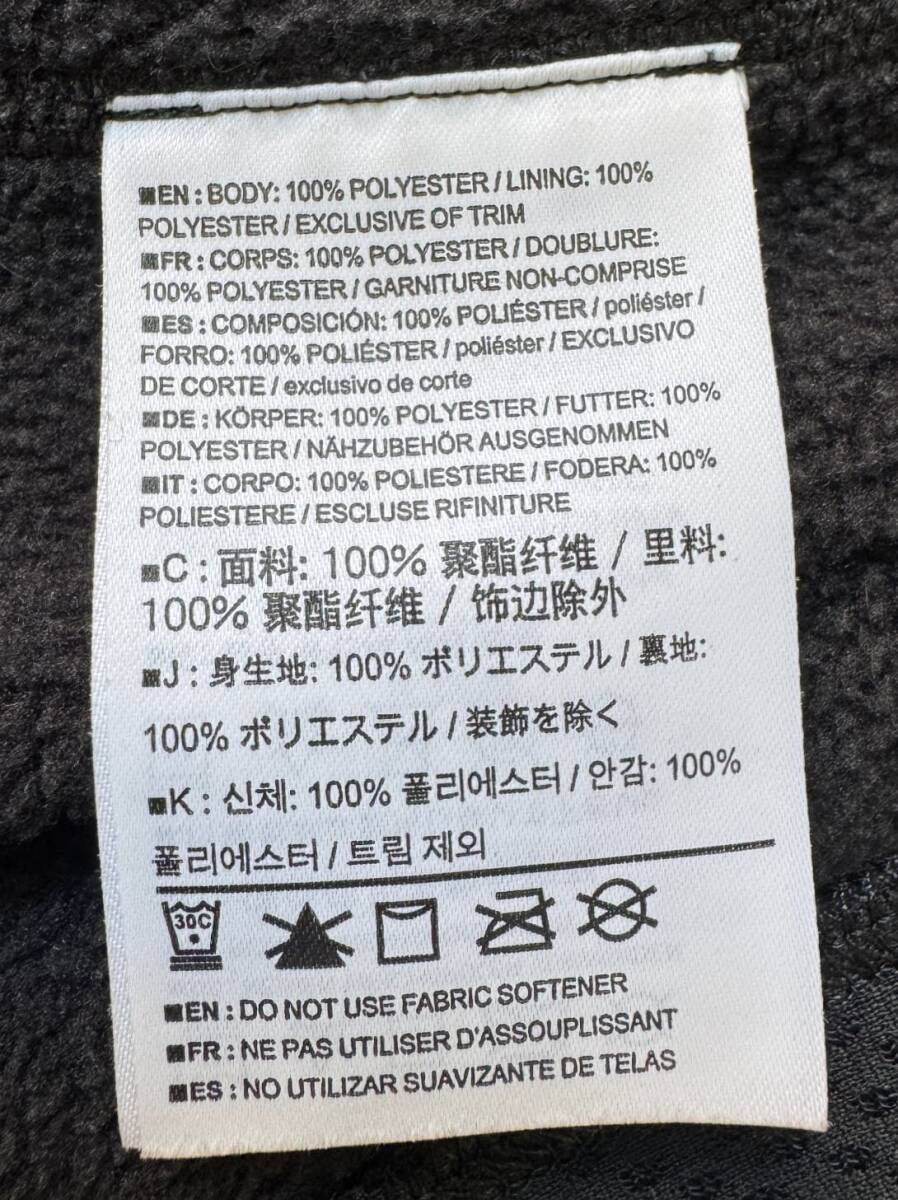 EN : BODY: 100% POLYESTER / LINING: 100%
POLYESTER / EXCLUSIVE OF TRIM
FR : CORPS: 100% POLYESTER / DOUBLURE:
100% POLYESTER / GARNITURE NON-COMPRISE
ES : COMPOSICIÓN: 100% POLIÉSTER / poliéster /
FORRO: 100% POLIÉSTER / poliéster / EXCLUSIVO
DE CORTE / exclusivo de corte
DE : KÖRPER: 100% POLYESTER / FUTTER: 100%
POLYESTER / NÄHZUBEHÖR AUSGENOMMEN
IT : CORPO: 100% POLIESTERE / FODERA: 100%
POLIESTERE / ESCLUSE RIFINITURE
C : 面料: 100% 聚酯纤维 / 里料:
100% 聚酯纤维 / 饰边除外
J : 身生地: 100% ポリエステル / 裏地:
100% ポリエステル / 装飾を除く
K : 신체: 100% 폴리에스터 / 안감: 100%
폴리에스터 / 트림 제외
30C
EN : DO NOT USE FABRIC SOFTENER
FR : NE PAS UTILISER D'ASSOUPLISSANT
ES : NO UTILIZAR SUAVIZANTE DE TELAS